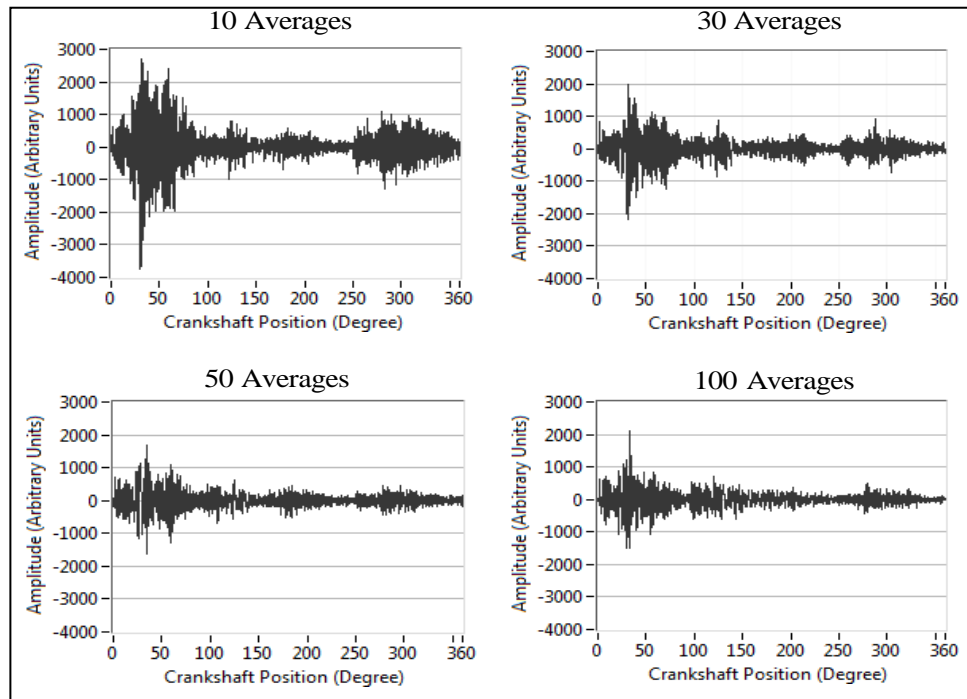 10 Averages
30 Averages
Amplitude (Arbitrary Units)
3000
2000
1000
0
-1000
-2000
-3000
-4000
0 50 100 150 200 250 300 360
Crankshaft Position (Degree)
Amplitude (Arbitrary Units)
3000
2000
1000
0
-1000
-2000
-3000
-4000
0 50 100 150 200 250 300 360
Crankshaft Position (Degree)
50 Averages
100 Averages
Amplitude (Arbitrary Units)
3000
2000
1000
0
-1000
-2000
-3000
-4000
0 50 100 150 200 250 300 360
Crankshaft Position (Degree)
Amplitude (Arbitrary Units)
3000
2000
1000
0
-1000
-2000
-3000
-4000
0 50 100 150 200 250 300 360
Crankshaft Position (Degree)